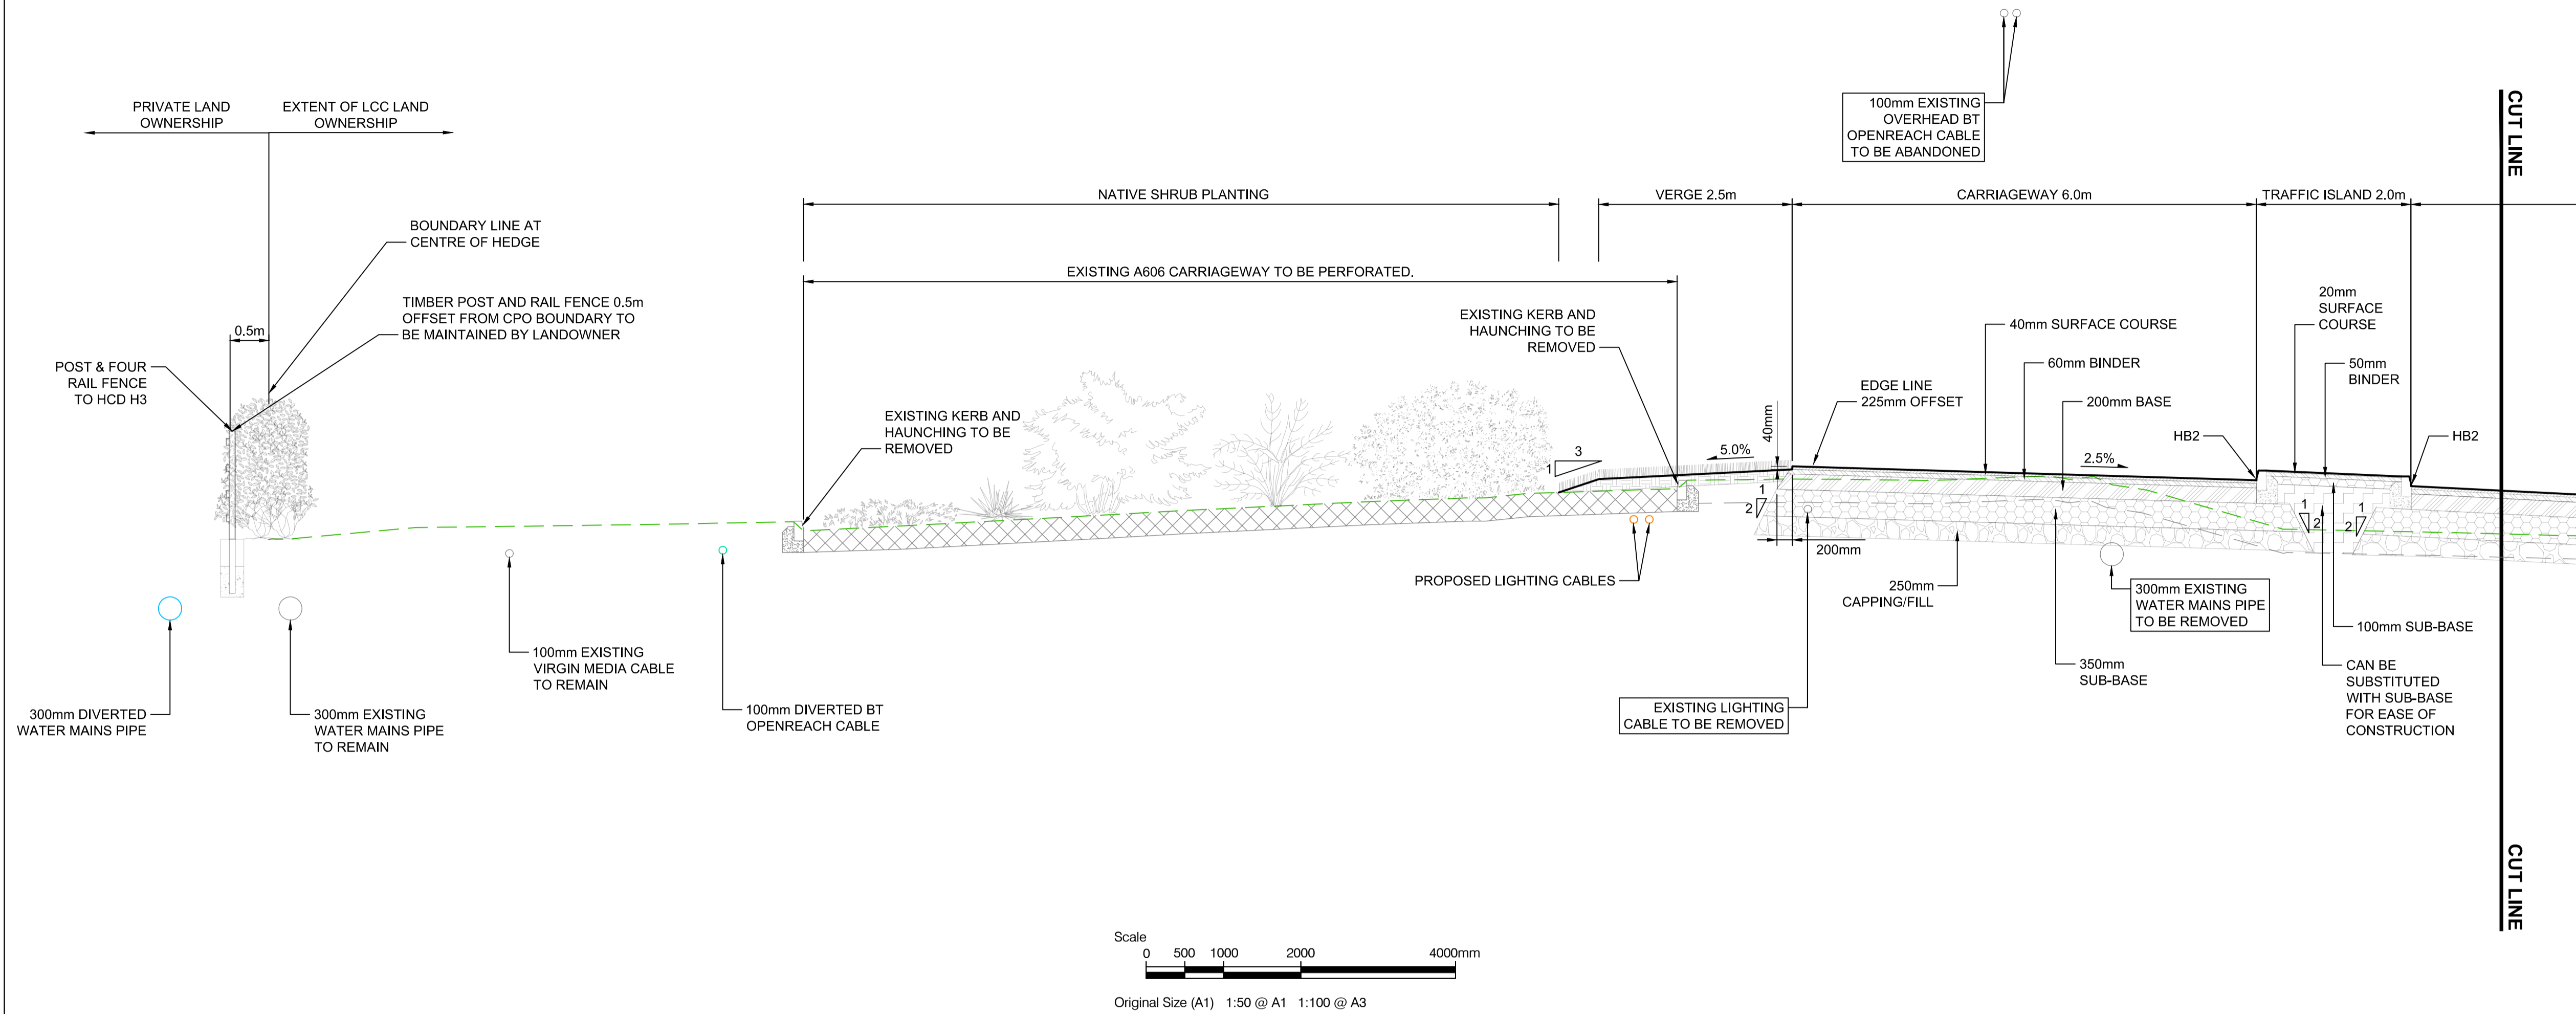 100mm EXISTING
OVERHEAD BT
OPENREACH CABLE
TO BE ABANDONED
CUT LINE
PRIVATE LAND
OWNERSHIP
EXTENT OF LCC LAND
OWNERSHIP
NATIVE SHRUB PLANTING
VERGE 2.5m
CARRIAGEWAY 6.0m
TRAFFIC ISLAND 2.0m
BOUNDARY LINE AT
CENTRE OF HEDGE
EXISTING A606 CARRIAGEWAY TO BE PERFORATED.
TIMBER POST AND RAIL FENCE 0.5m
OFFSET FROM CPO BOUNDARY TO
BE MAINTAINED BY LANDOWNER
0.5m
POST & FOUR
RAIL FENCE
TO HCD H3
EXISTING KERB AND
HAUNCHING TO BE
REMOVED
EXISTING KERB AND
HAUNCHING TO BE
REMOVED
40mm SURFACE COURSE
60mm BINDER
20mm
SURFACE
COURSE
50mm
BINDER
EDGE LINE
225mm OFFSET
200mm BASE
40mm
HB2
HB2
3
1
5.0%
2.5%
1
2
1
2
1
2
200mm
PROPOSED LIGHTING CABLES
250mm
CAPPING/FILL
300mm EXISTING
WATER MAINS PIPE
TO BE REMOVED
100mm SUB-BASE
350mm
SUB-BASE
CAN BE
SUBSTITUTED
WITH SUB-BASE
FOR EASE OF
CONSTRUCTION
EXISTING LIGHTING
CABLE TO BE REMOVED
100mm EXISTING
VIRGIN MEDIA CABLE
TO REMAIN
100mm DIVERTED BT
OPENREACH CABLE
300mm DIVERTED
WATER MAINS PIPE
300mm EXISTING
WATER MAINS PIPE
TO REMAIN
CUT LINE
Scale
0 500 1000 2000 4000mm
Original Size (A1) 1:50 @ A1 1:100 @ A3